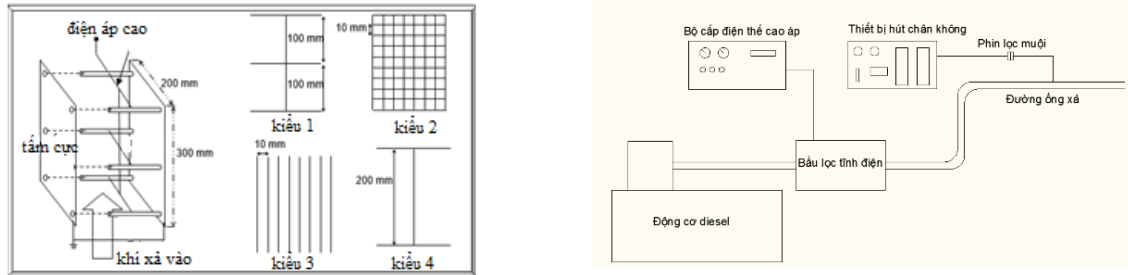 điện áp cao
200 mm
tấm cực
300 mm
khí xả vào
100 mm
100 mm
kiểu 1
10 mm
kiểu 2
10 mm
kiểu 3
200 mm
kiểu 4
Bộ cấp điện thế cao áp
Thiết bị hút chân không
Phin lọc muội
Đường ống xả
Bầu lọc tĩnh điện
Động cơ diesel